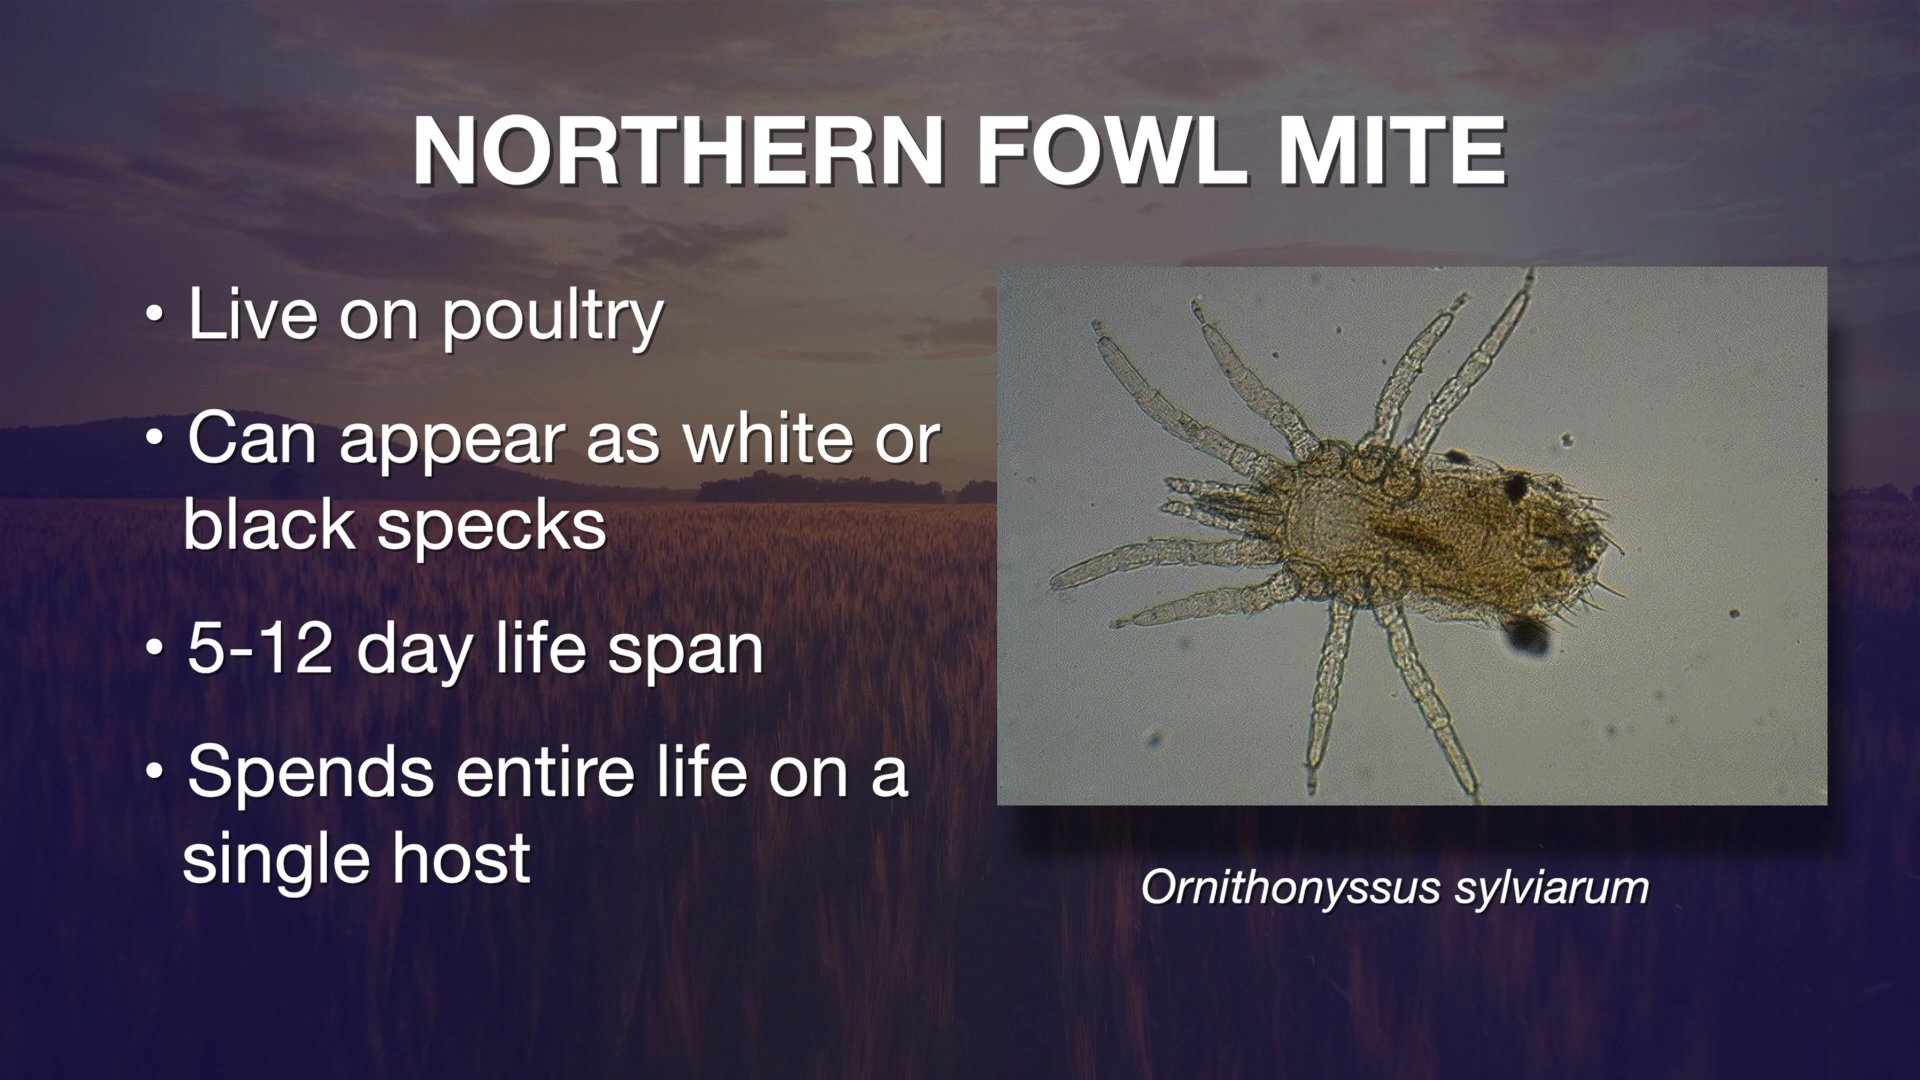 NORTHERN FOWL MITE
• Live on poultry
• Can appear as white or
black specks
• 5-12 day life span
• Spends entire life on a
single host
Ornithonyssus sylviarum